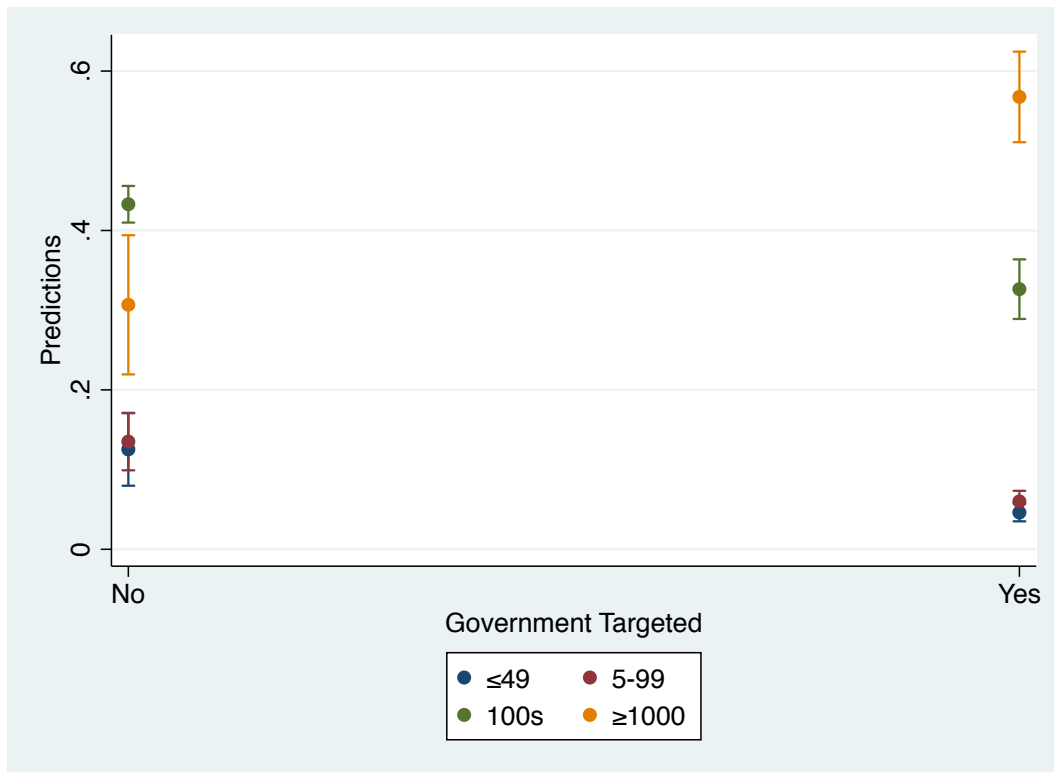 .6
.4
.2
0
Predictions
No
Yes
Government Targeted
≤49
5-99
100s
≥1000